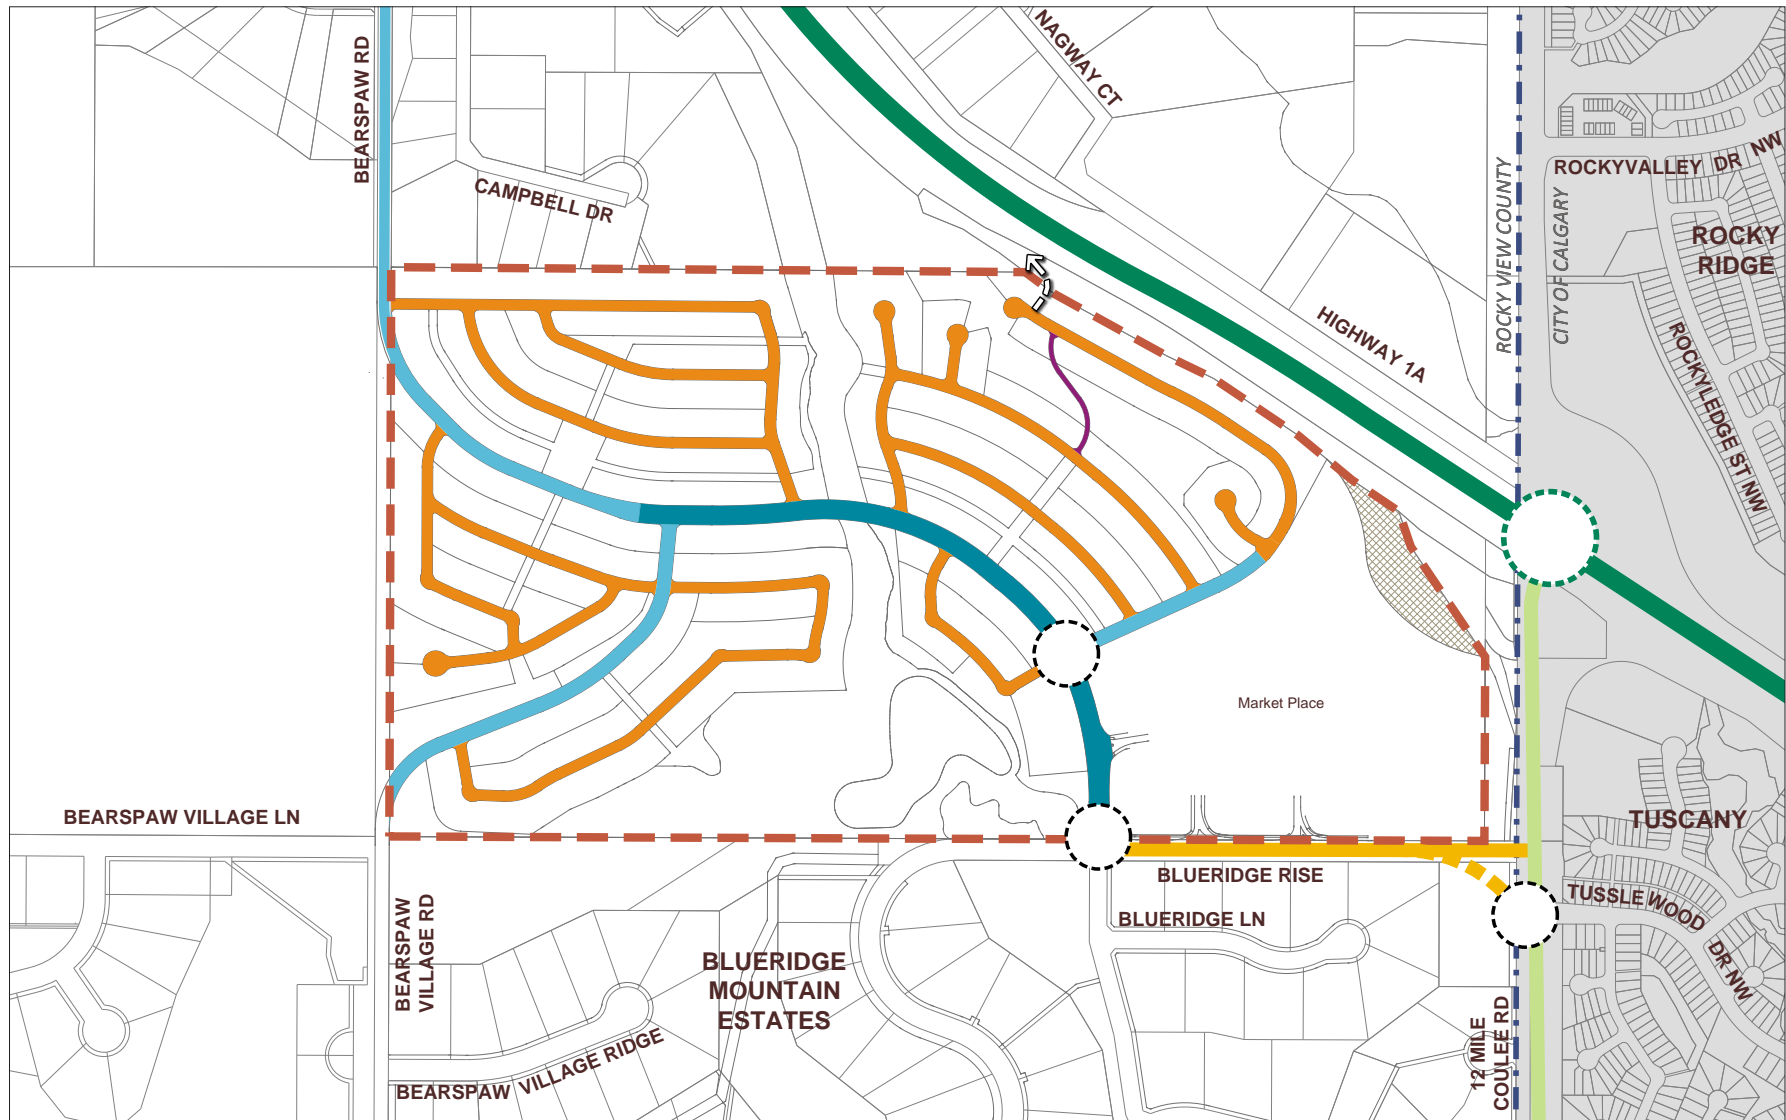 BEARSPAW RD
NAGWAY CT
CAMPBELL DR
ROCKYVALLEY DR NW
ROCKY VIEW COUNTY
CITY OF CALGARY
ROCKY
RIDGE
HIGHWAY 1A
ROCKYLEDGE ST NW
Market Place
BEARSPAW VILLAGE LN
TUSCANY
BLUERIDGE RISE
TUSSLEWOOD DR NW
BLUERIDGE LN
BEARSPAW
VILLAGE RD
BLUERIDGE
MOUNTAIN
ESTATES
12 MILE
COULEE RD
BEARSPAW VILLAGE RIDGE